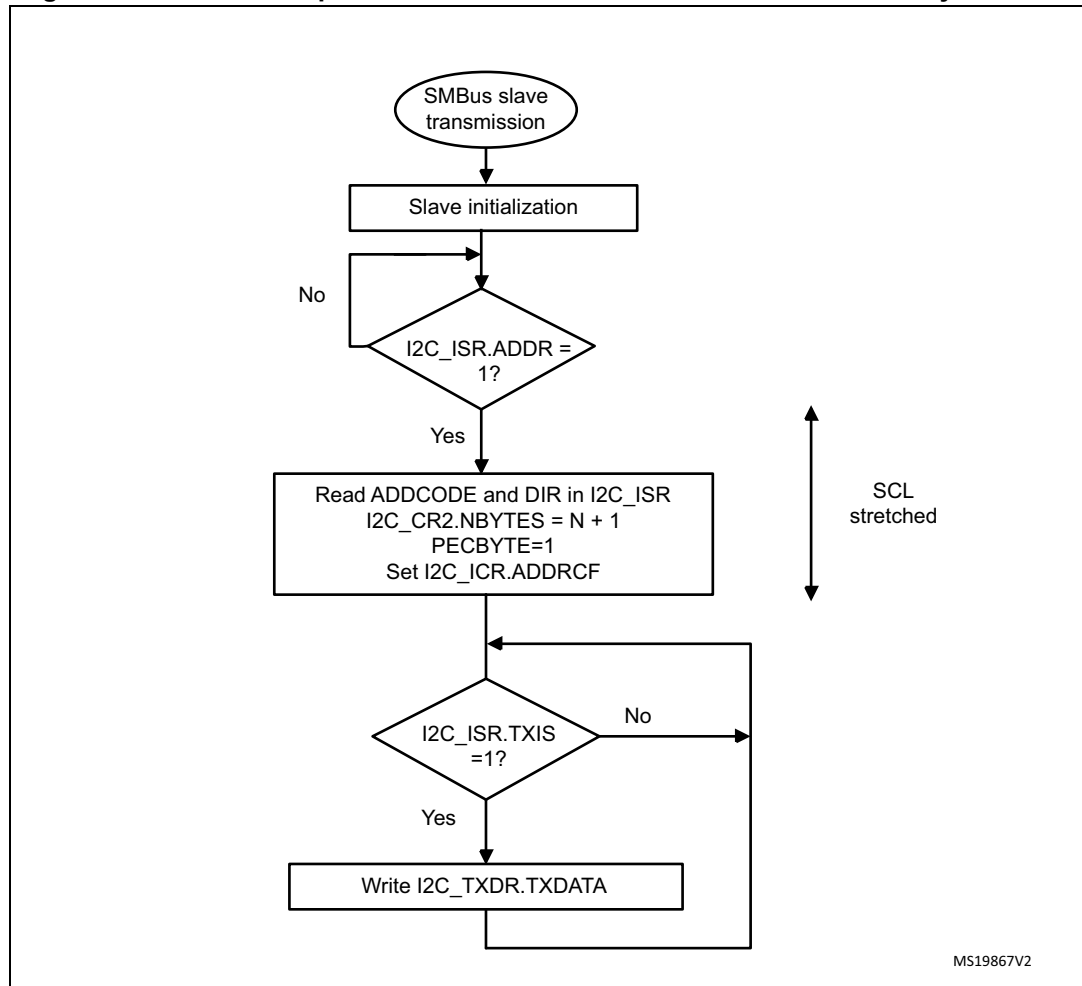 SMBus slave
transmission
Slave initialization
No
I2C_ISR.ADDR =
1?
Yes
Read ADDCODE and DIR in I2C_ISR
I2C_CR2.NBYTES = N + 1
PECBYTE=1
Set I2C_ICR.ADDRCF
SCL
stretched
I2C_ISR.TXIS
=1?
No
Yes
Write I2C_TXDR.TXDATA
MS19867V2